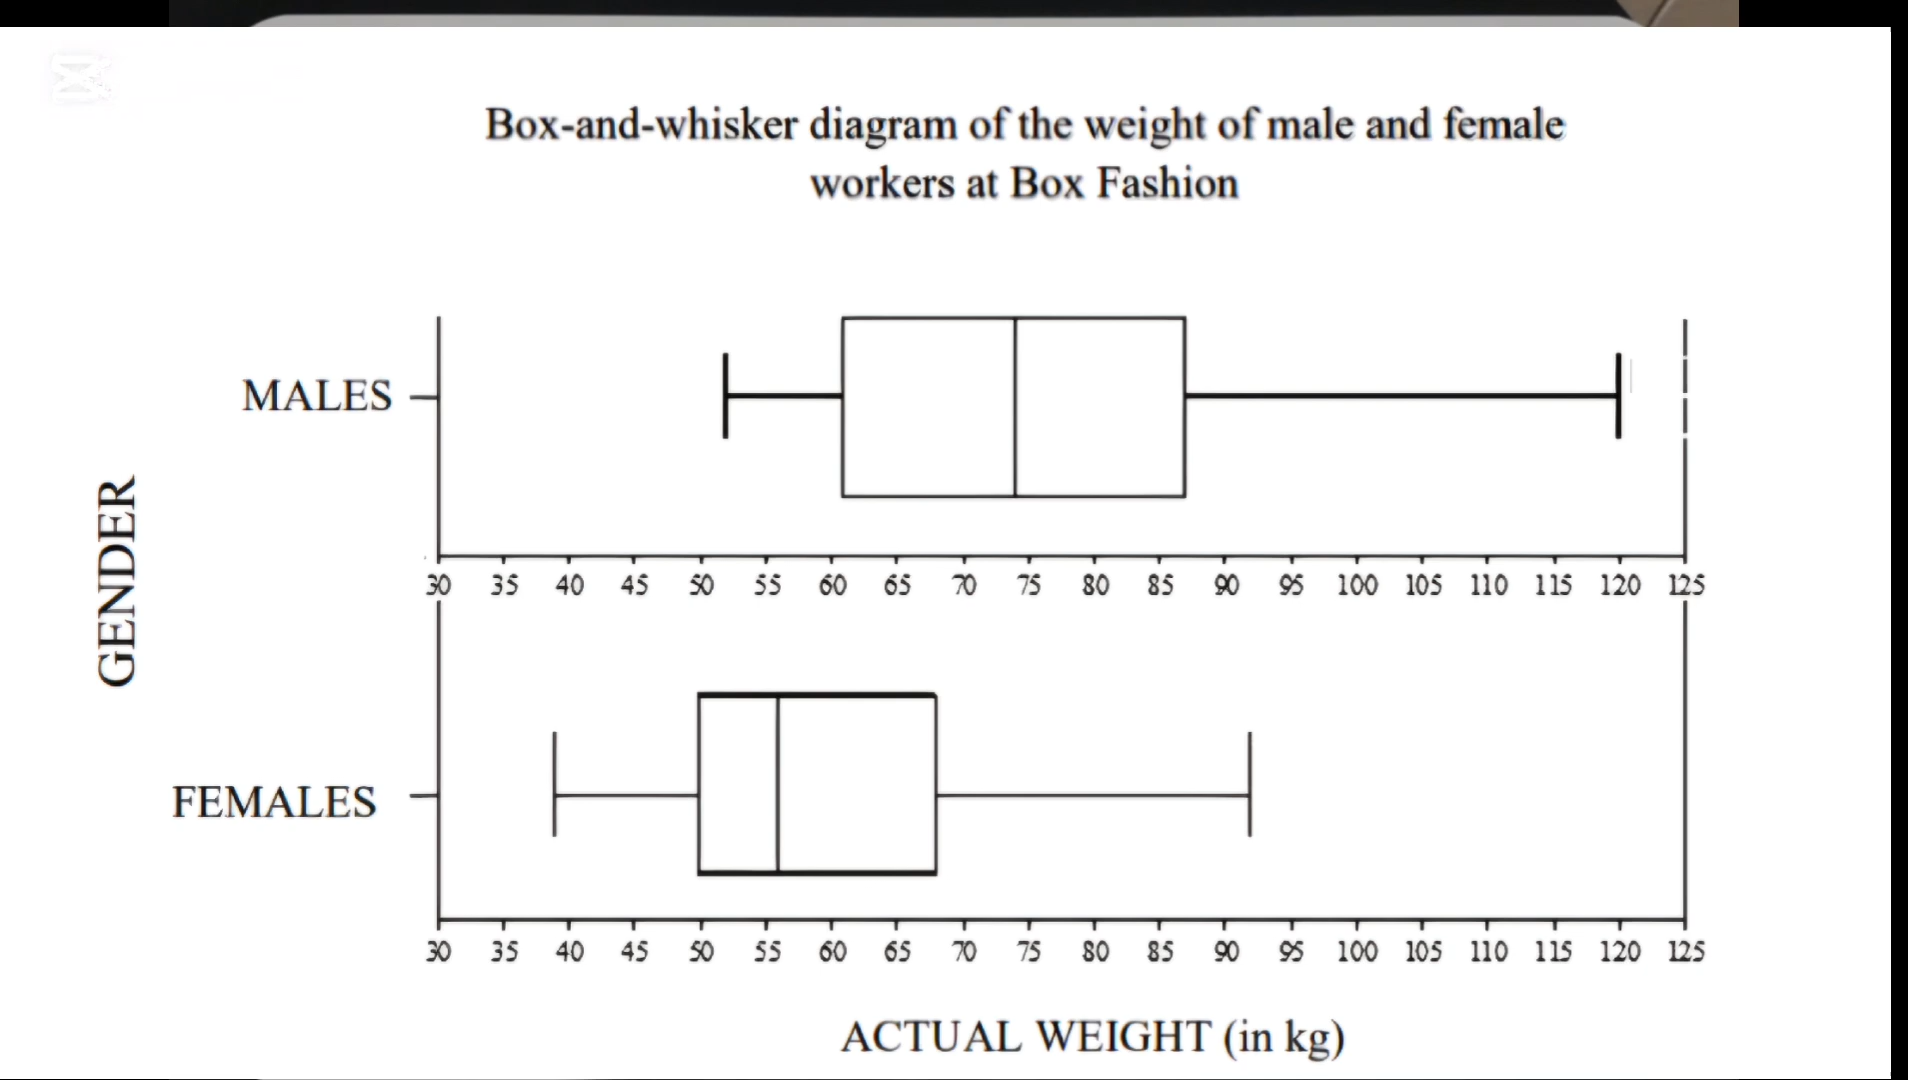 Box-and-whisker diagram of the weight of male and female
workers at Box Fashion
MALES
30 35 40 45 50 55 60 65 70 75 80 85 90 95 100 105 110 115 120 125
GENDER
FEMALES
30 35 40 45 50 55 60 65 70 75 80 85 90 95 100 105 110 115 120 125
ACTUAL WEIGHT (in kg)